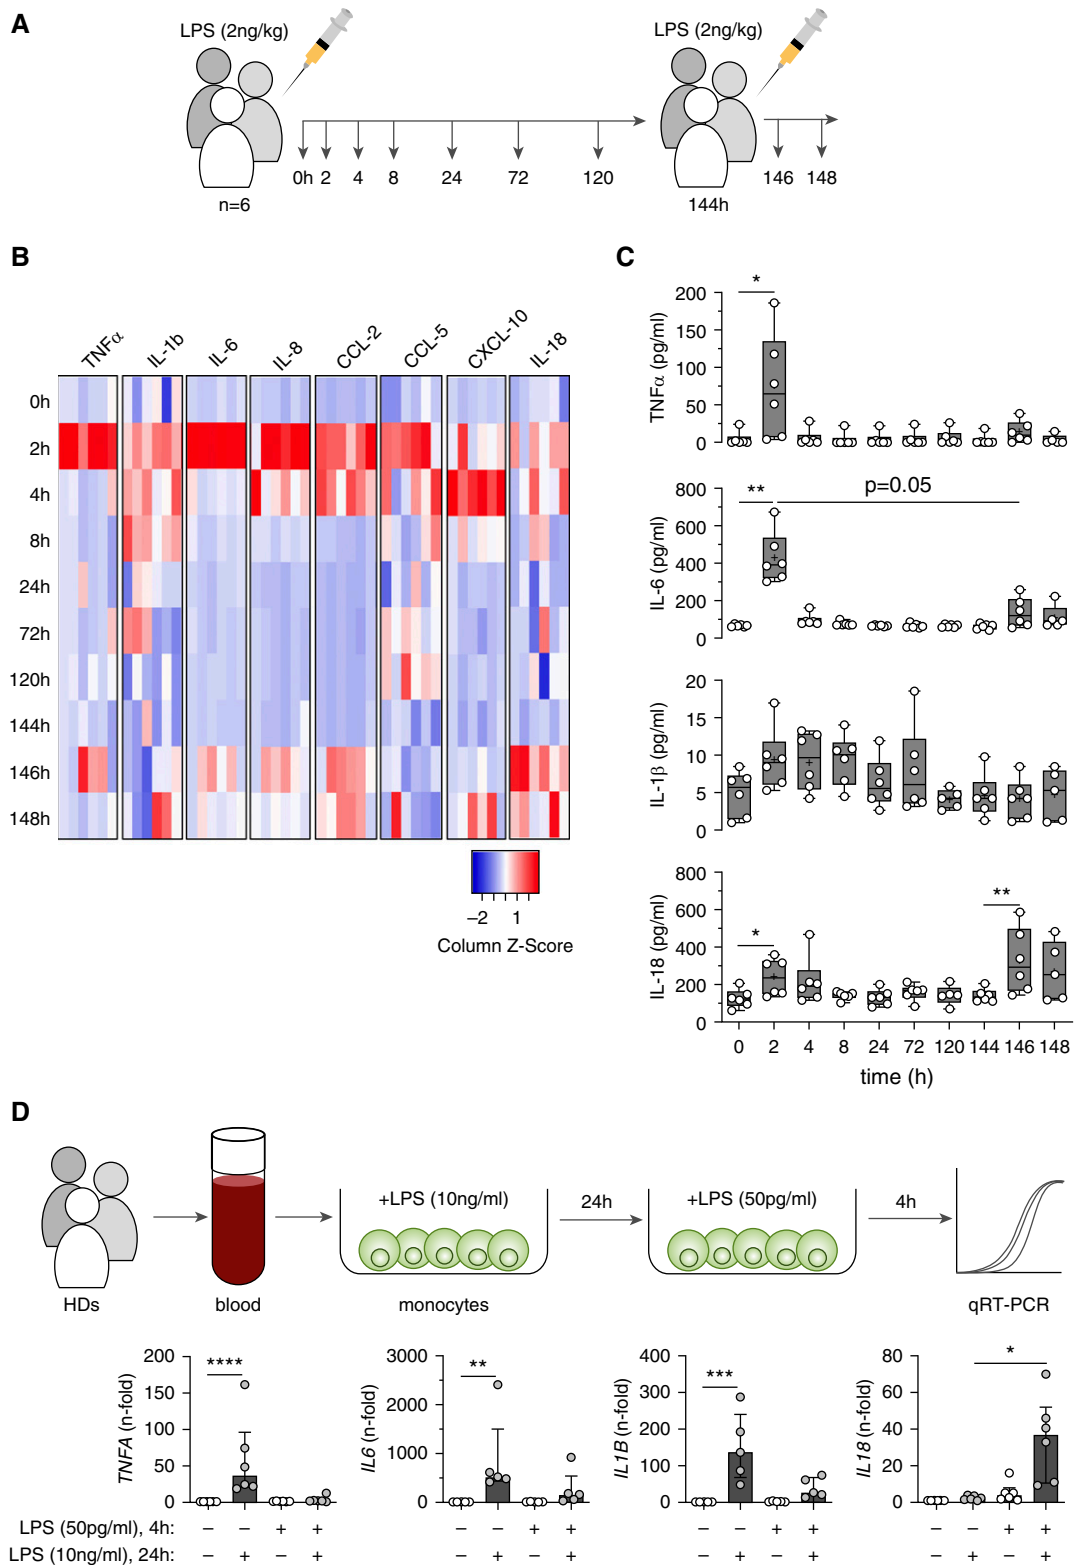 A
LPS (2ng/kg)
LPS (2ng/kg)
0h 2 4 8 24 72 120
146 148
n=6
144h
B
TNFα IL-1b IL-6 IL-8 CCL-2 CCL-5 CXCL-10 IL-18
0h
2h
4h
8h
24h
72h
120h
144h
146h
148h
–2 1
Column Z-Score
C
*
TNFα (pg/ml)
200
150
100
50
0
** p=0.05
IL-6 (pg/ml)
800
600
400
200
0
IL-1β (pg/ml)
20
15
10
5
0
* **
IL-18 (pg/ml)
800
600
400
200
0
0 2 4 8 24 72 120 144 146 148
time (h)
D
+LPS (10ng/ml)
24h
+LPS (50pg/ml)
4h
HDs
blood
monocytes
qRT-PCR
****
TNFA (n-fold)
200
150
100
50
0
**
IL6 (n-fold)
3000
2000
1000
0
***
IL1B (n-fold)
400
300
200
100
0
*
IL18 (n-fold)
80
60
40
20
0
LPS (50pg/ml), 4h: – – + + – – + + – – + + – – + +
LPS (10ng/ml), 24h: – + – + – + – + – + – + – + – +